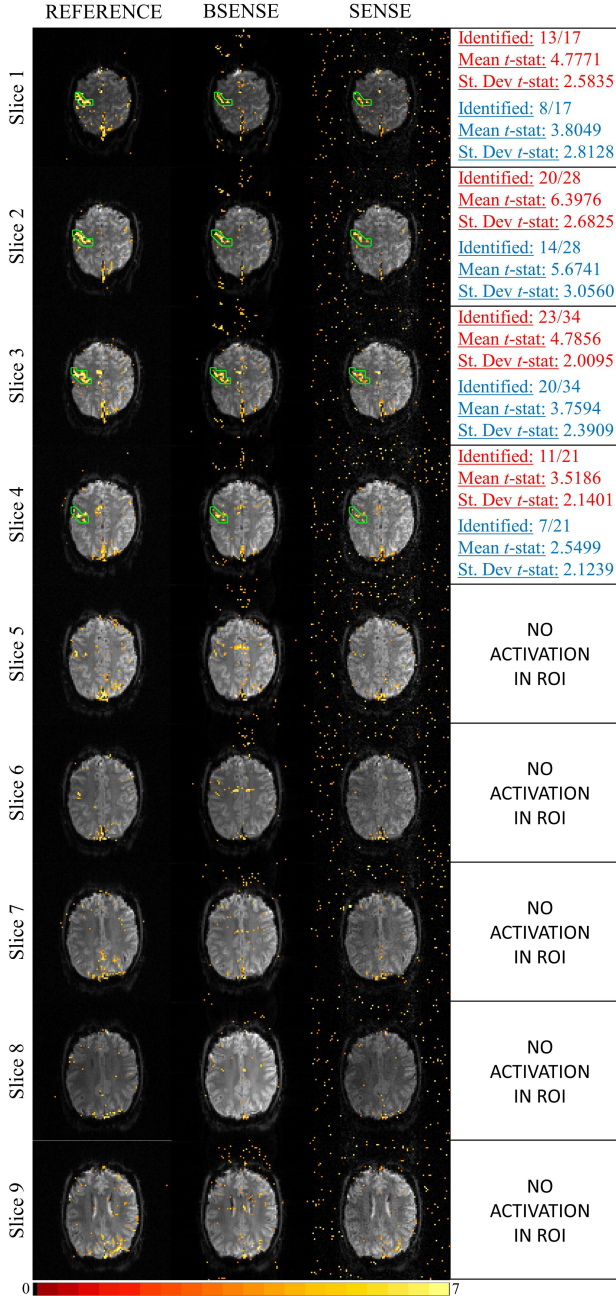 REFERENCE BSENSE SENSE
Slice 1
Identified: 13/17
Mean t-stat: 4.7771
St. Dev t-stat: 2.5835
Identified: 8/17
Mean t-stat: 3.8049
St. Dev t-stat: 2.8128
Slice 2
Identified: 20/28
Mean t-stat: 6.3976
St. Dev t-stat: 2.6825
Identified: 14/28
Mean t-stat: 5.6741
St. Dev t-stat: 3.0560
Slice 3
Identified: 23/34
Mean t-stat: 4.7856
St. Dev t-stat: 2.0095
Identified: 20/34
Mean t-stat: 3.7594
St. Dev t-stat: 2.3909
Slice 4
Identified: 11/21
Mean t-stat: 3.5186
St. Dev t-stat: 2.1401
Identified: 7/21
Mean t-stat: 2.5499
St. Dev t-stat: 2.1239
Slice 5
NO
ACTIVATION
IN ROI
Slice 6
NO
ACTIVATION
IN ROI
Slice 7
NO
ACTIVATION
IN ROI
Slice 8
NO
ACTIVATION
IN ROI
Slice 9
NO
ACTIVATION
IN ROI
0 7